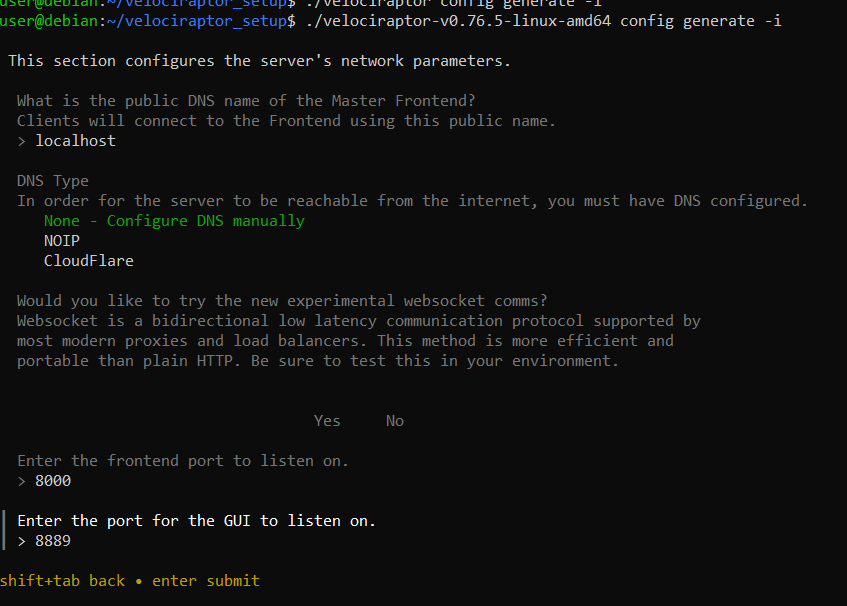 user@debian:~/velociraptor_setup$ ./velociraptor config generate -i
user@debian:~/velociraptor_setup$ ./velociraptor-v0.76.5-linux-amd64 config generate -i
This section configures the server's network parameters.
What is the public DNS name of the Master Frontend?
Clients will connect to the Frontend using this public name.
> localhost
DNS Type
In order for the server to be reachable from the internet, you must have DNS configured.
None - Configure DNS manually
NOIP
CloudFlare
Would you like to try the new experimental websocket comms?
Websocket is a bidirectional low latency communication protocol supported by
most modern proxies and load balancers. This method is more efficient and
portable than plain HTTP. Be sure to test this in your environment.
Yes No
Enter the frontend port to listen on.
> 8000
Enter the port for the GUI to listen on.
> 8889
shift+tab back • enter submit